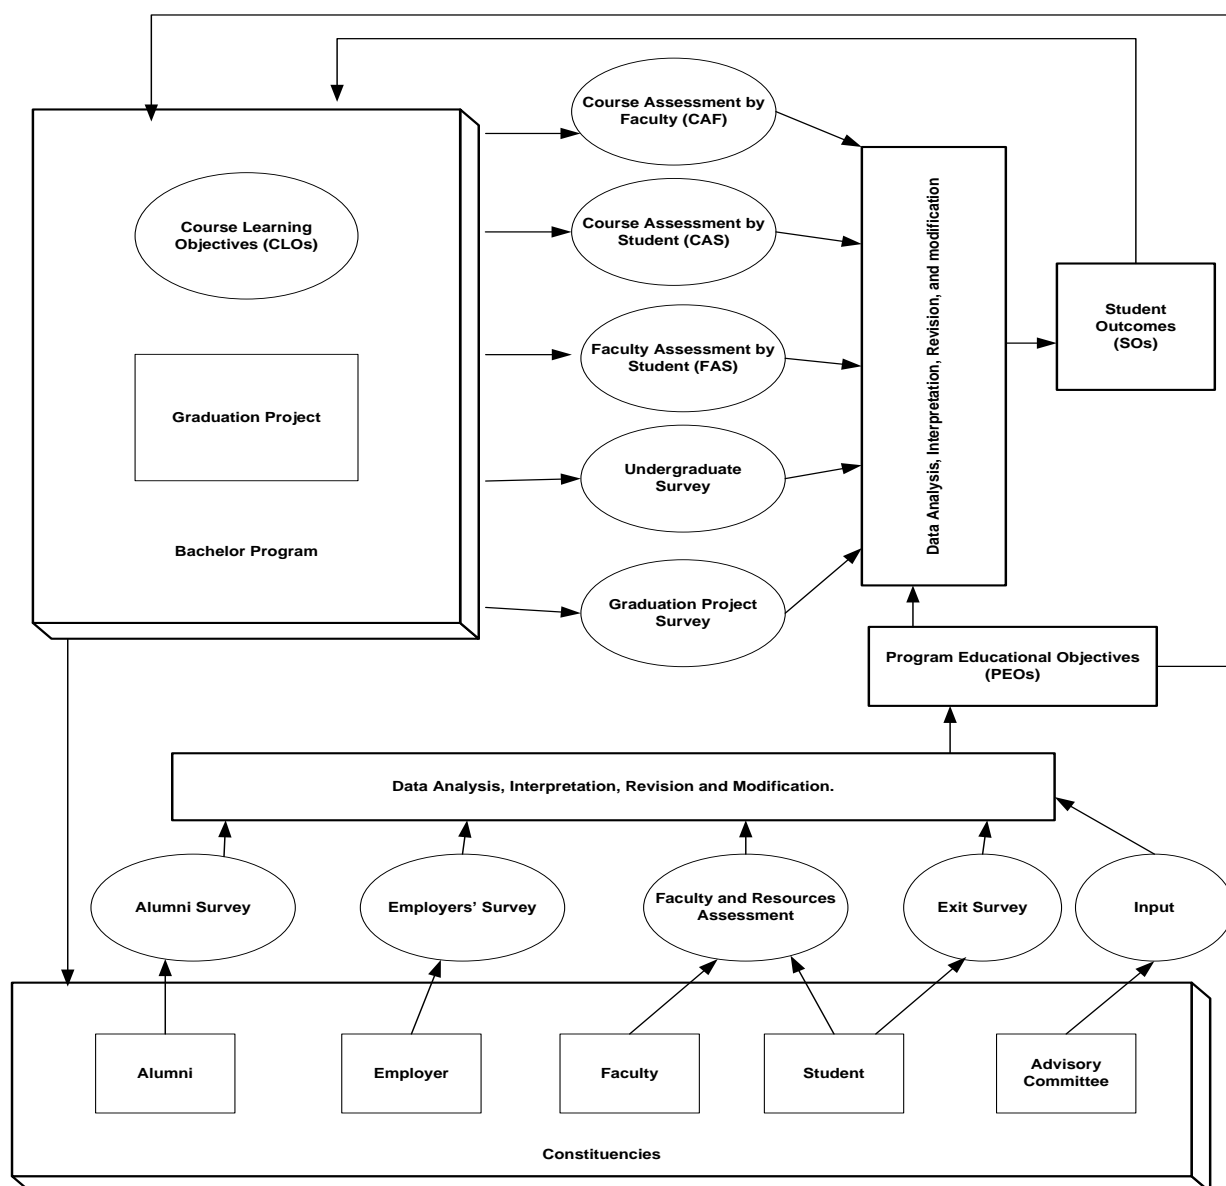 Course Assessment by
Faculty (CAF)
Course Learning
Objectives (CLOs)
Course Assessment by
Student (CAS)
Data Analysis, Interpretation, Revision, and modification
Student
Outcomes
(SOs)
Faculty Assessment by
Student (FAS)
Graduation Project
Undergraduate
Survey
Bachelor Program
Graduation Project
Survey
Program Educational Objectives
(PEOs)
Data Analysis, Interpretation, Revision and Modification.
Alumni Survey
Employers’ Survey
Faculty and Resources
Assessment
Exit Survey
Input
Alumni
Employer
Faculty
Student
Advisory
Committee
Constituencies